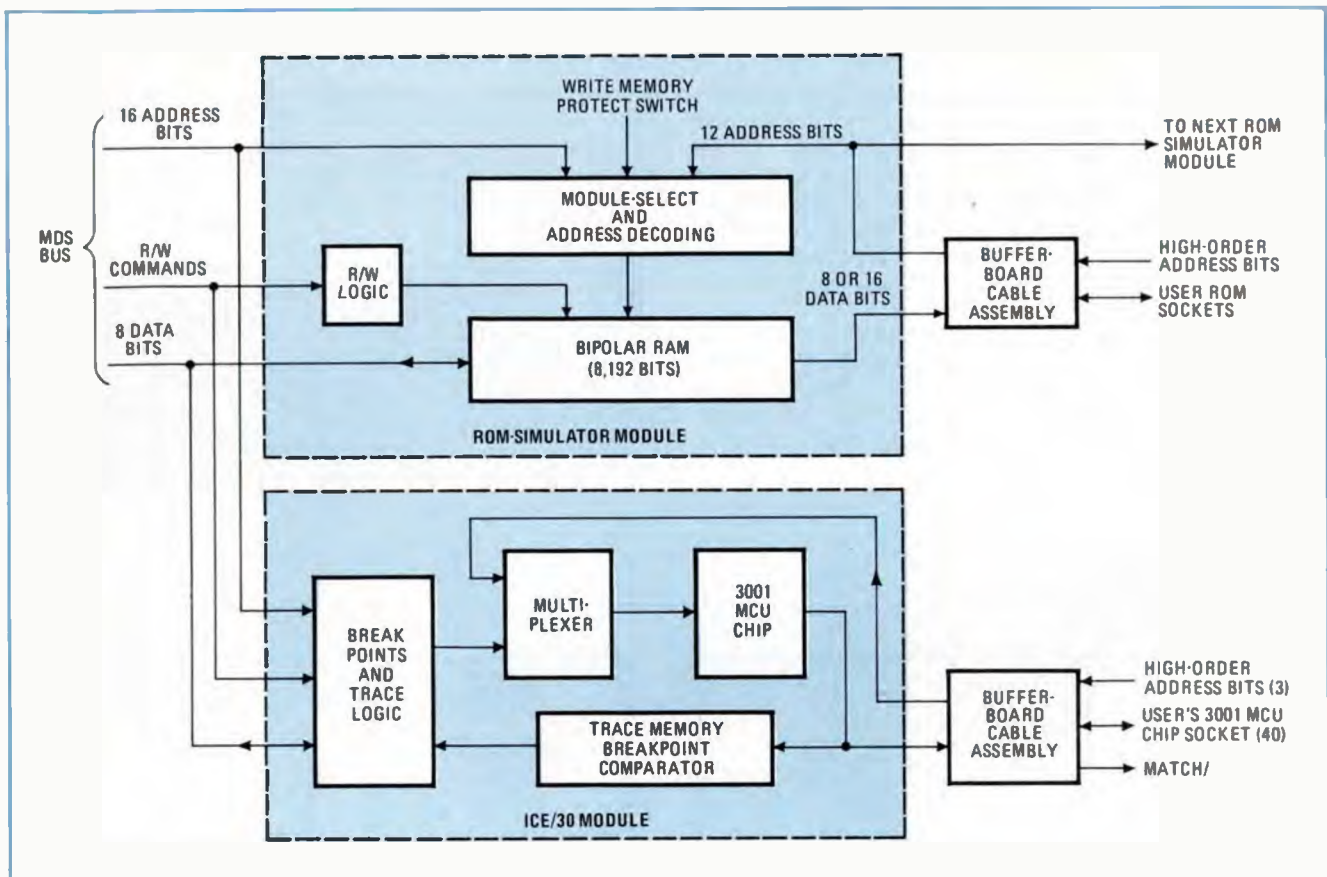 16 ADDRESS
BITS
MDS
BUS
R/W
COMMANDS
8 DATA
BITS
WRITE MEMORY
PROTECT SWITCH
12 ADDRESS BITS
MODULE-SELECT
AND
ADDRESS DECODING
R/W
LOGIC
8 OR 16
DATA BITS
BIPOLAR RAM
(8,192 BITS)
ROM-SIMULATOR MODULE
TO NEXT ROM
SIMULATOR
MODULE
BUFFER-
BOARD
CABLE
ASSEMBLY
HIGH-ORDER
ADDRESS BITS
USER ROM
SOCKETS
BREAK
POINTS
AND
TRACE
LOGIC
MULTI-
PLEXER
3001
MCU
CHIP
TRACE MEMORY
BREAKPOINT
COMPARATOR
ICE/30 MODULE
BUFFER-
BOARD
CABLE
ASSEMBLY
HIGH-ORDER
ADDRESS BITS (3)
USER'S 3001 MCU
CHIP SOCKET (40)
MATCH/